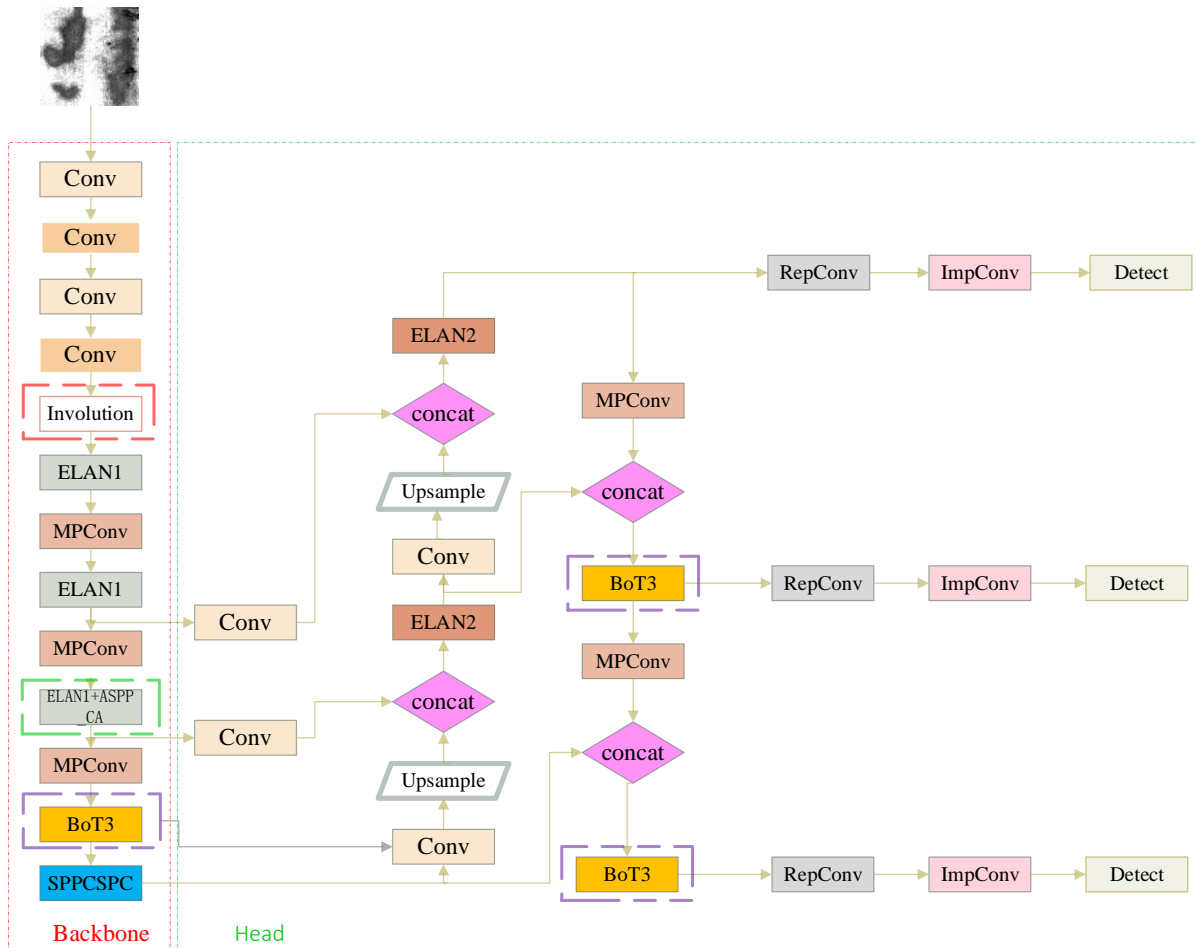 Conv
Conv
Conv
Conv
Involution
ELAN1
MPConv
ELAN1
MPConv
ELAN1+ASPP
_CA
MPConv
BoT3
SPPCSPC
Backbone
Conv
Conv
ELAN2
concat
Upsample
Conv
ELAN2
concat
Upsample
Conv
MPConv
concat
BoT3
MPConv
concat
BoT3
RepConv
ImpConv
Detect
RepConv
ImpConv
Detect
RepConv
ImpConv
Detect
Head